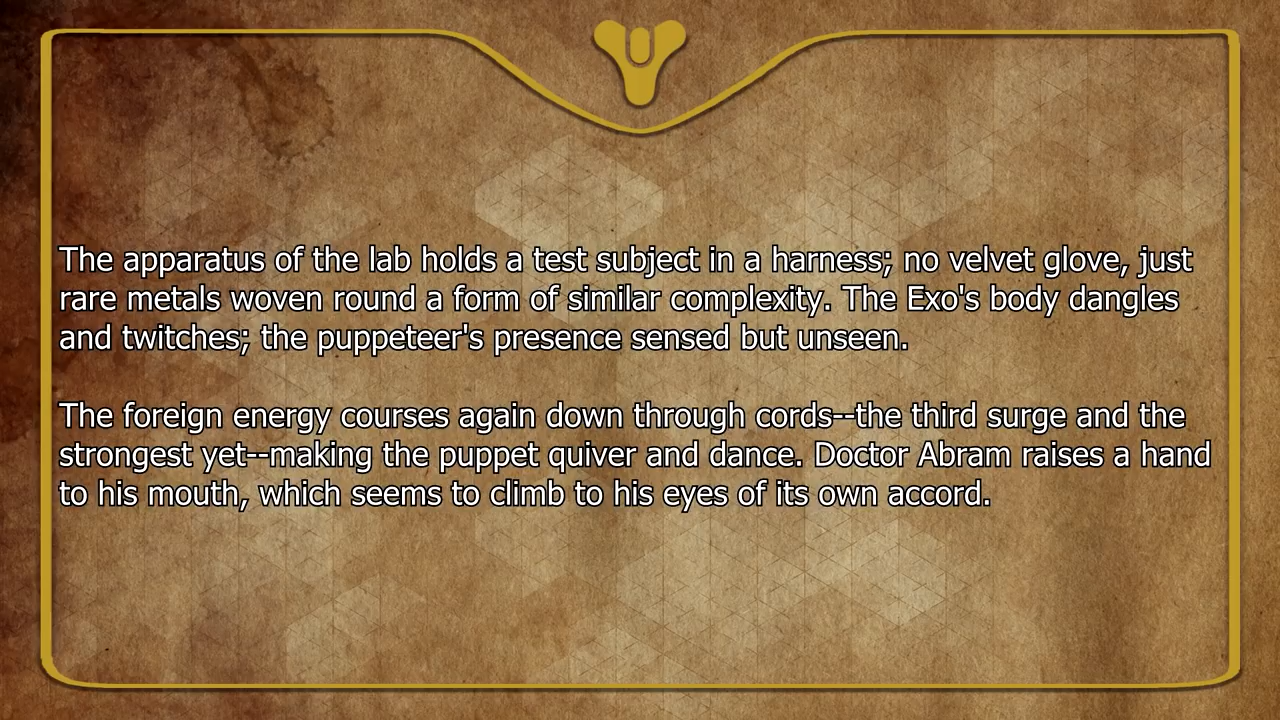 The apparatus of the lab holds a test subject in a harness; no velvet glove, just
rare metals woven round a form of similar complexity. The Exo's body dangles
and twitches; the puppeteer's presence sensed but unseen.
The foreign energy courses again down through cords--the third surge and the
strongest yet--making the puppet quiver and dance. Doctor Abram raises a hand
to his mouth, which seems to climb to his eyes of its own accord.